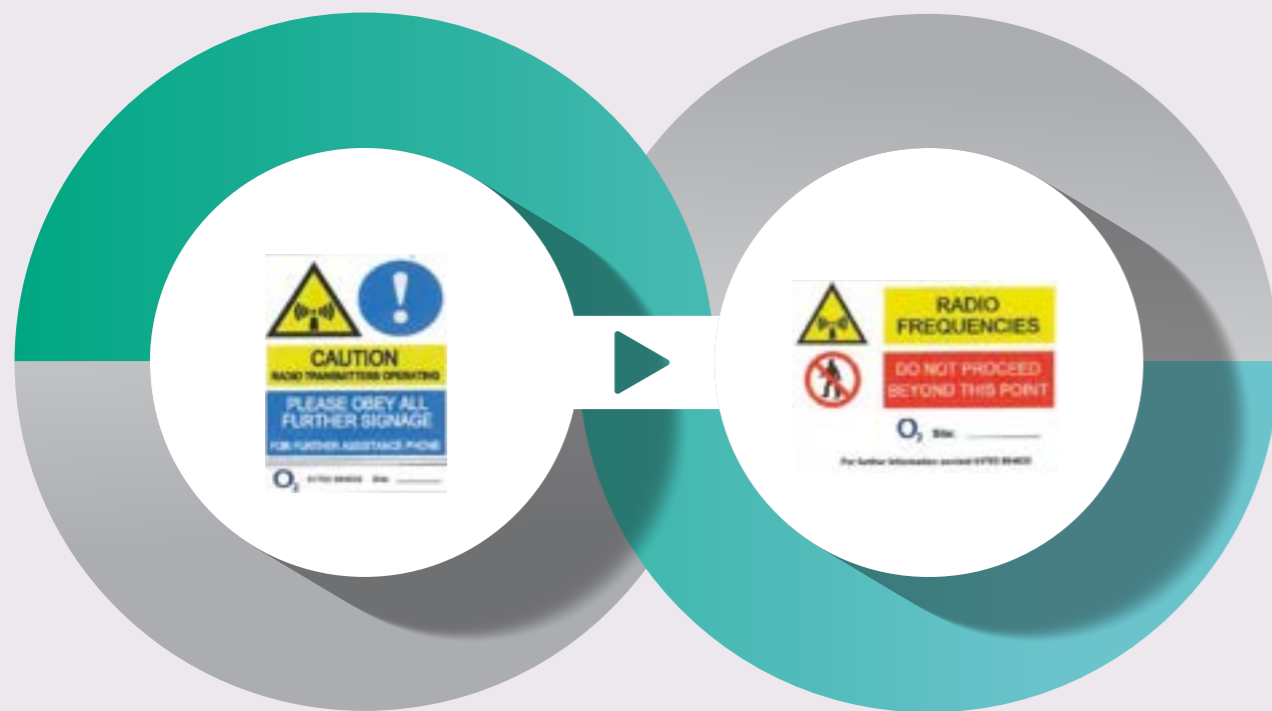 !
CAUTION
RADIO TRANSMITTERS OPERATING
PLEASE OBEY ALL
FURTHER SIGNAGE
FOR FURTHER ASSISTANCE PHONE
O2 Site
RADIO
FREQUENCIES
DO NOT PROCEED
BEYOND THIS POINT
O2 Site:
For further information contact